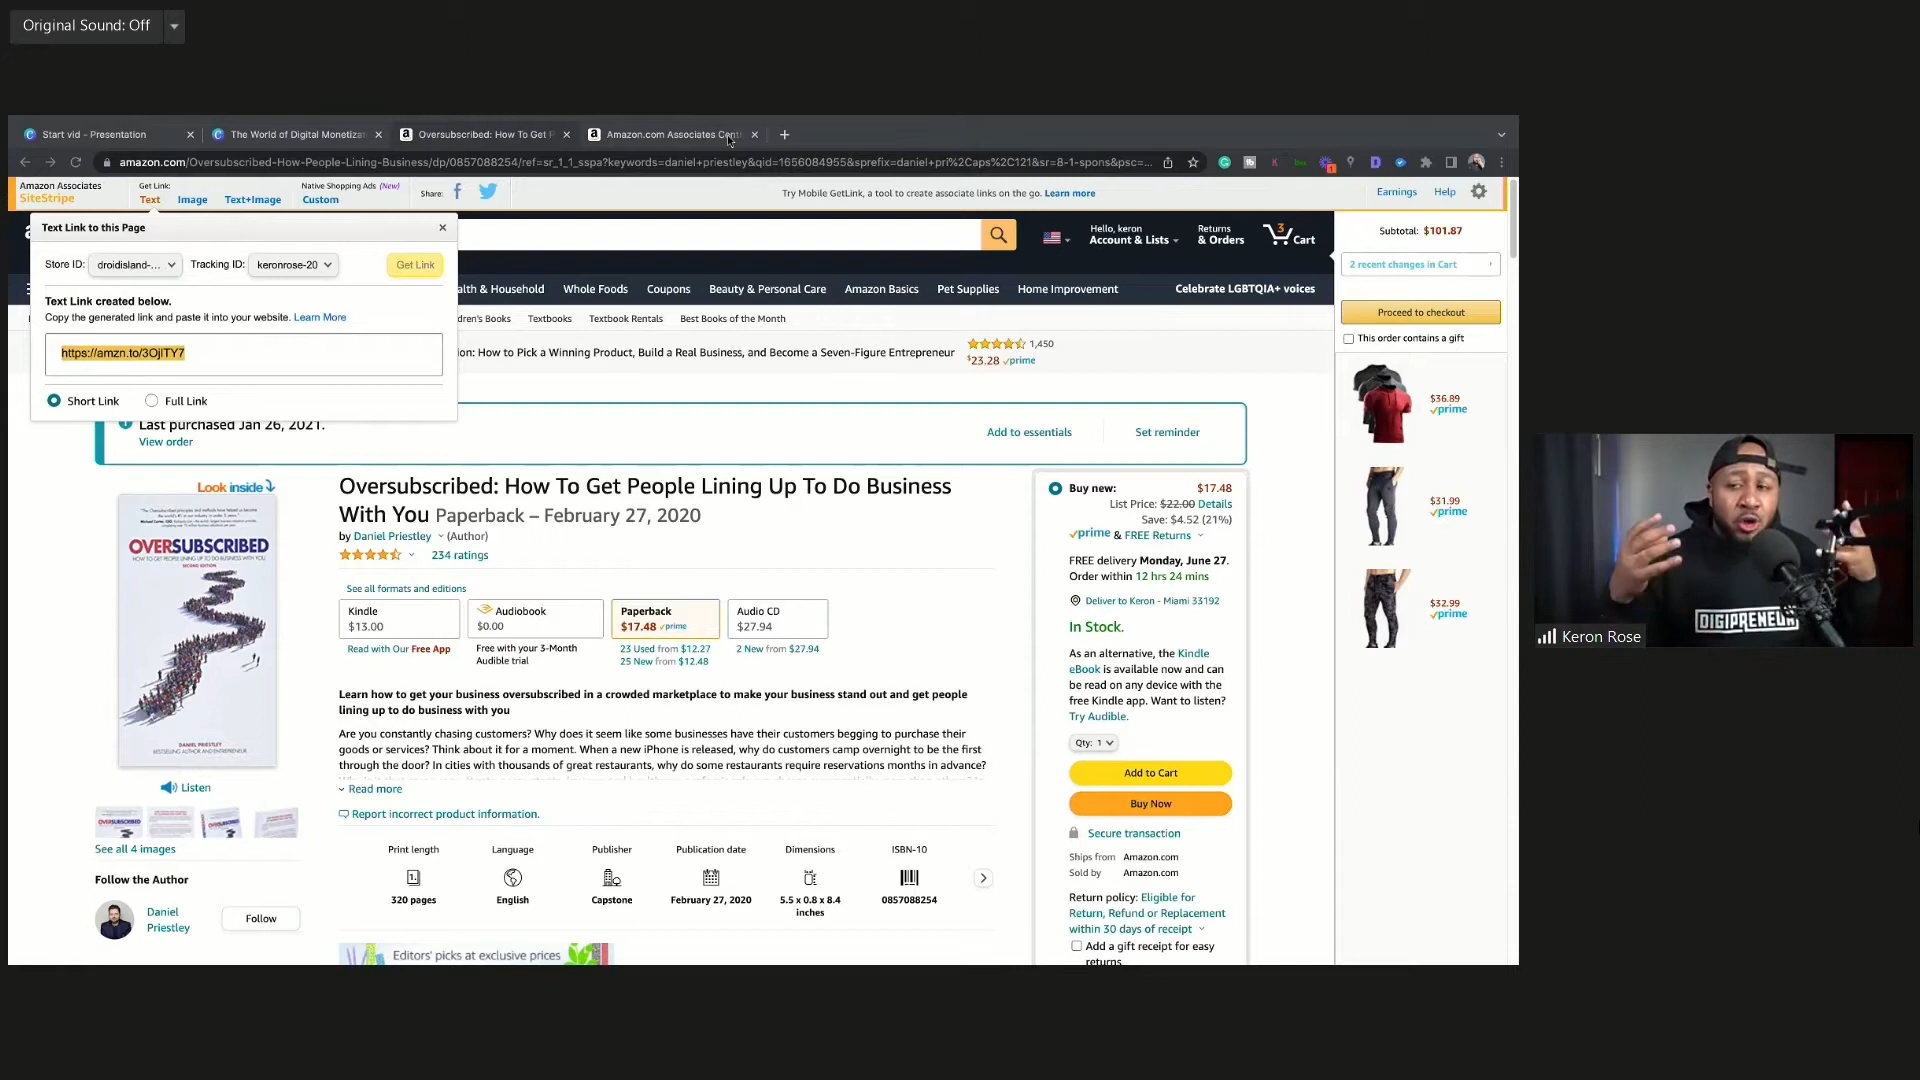 Original Sound: Off
Start vid - Presentation
The World of Digital Monetizat
Oversubscribed: How To Get P
Amazon.com Associates Cent
amazon.com/Oversubscribed-How-People-Lining-Business/dp/0857088254/ref=sr_1_1_sspa?keywords=daniel+priestley&qid=1656084955&sprefix=daniel+pri%2Caps%2C121&sr=8-1-spons&psc=...
Amazon Associates
SiteStripe
Get Link:
Text
Image
Text+Image
Native Shopping Ads (New)
Custom
Share:
Try Mobile GetLink, a tool to create associate links on the go. Learn more
Earnings
Help
Text Link to this Page
Store ID: droidisland-...
Tracking ID: keronrose-20
Get Link
Text Link created below.
Copy the generated link and paste it into your website. Learn More
https://amzn.to/3OjITY7
Short Link
Full Link
Hello, keron
Account & Lists
Returns
& Orders
3
Cart
alth & Household
Whole Foods
Coupons
Beauty & Personal Care
Amazon Basics
Pet Supplies
Home Improvement
Celebrate LGBTQIA+ voices
dren's Books
Textbooks
Textbook Rentals
Best Books of the Month
ion: How to Pick a Winning Product, Build a Real Business, and Become a Seven-Figure Entrepreneur
1,450
$23.28 prime
Last purchased Jan 26, 2021.
View order
Add to essentials
Set reminder
Look inside
OVERSUBSCRIBED
HOW TO GET PEOPLE LINING UP TO DO BUSINESS WITH YOU
SECOND EDITION
DANIEL PRIESTLEY
BESTSELLING AUTHOR AND ENTREPRENEUR
Listen
See all 4 images
Follow the Author
Daniel
Priestley
Follow
Oversubscribed: How To Get People Lining Up To Do Business
With You Paperback – February 27, 2020
by Daniel Priestley (Author)
234 ratings
See all formats and editions
Kindle
$13.00
Read with Our Free App
Audiobook
$0.00
Free with your 3-Month
Audible trial
Paperback
$17.48 prime
23 Used from $12.27
25 New from $12.48
Audio CD
$27.94
2 New from $27.94
Learn how to get your business oversubscribed in a crowded marketplace to make your business stand out and get people
lining up to do business with you
Are you constantly chasing customers? Why does it seem like some businesses have their customers begging to purchase their
goods or services? Think about it for a moment. When a new iPhone is released, why do customers camp overnight to be the first
through the door? In cities with thousands of great restaurants, why do some restaurants require reservations months in advance?
Read more
Report incorrect product information.
Print length
320 pages
Language
English
Publisher
Capstone
Publication date
February 27, 2020
Dimensions
5.5 x 0.8 x 8.4
inches
ISBN-10
0857088254
Editors' picks at exclusive prices
Buy new:
$17.48
List Price: $22.00 Details
Save: $4.52 (21%)
prime & FREE Returns
FREE delivery Monday, June 27.
Order within 12 hrs 24 mins
Deliver to Keron - Miami 33192
In Stock.
As an alternative, the Kindle
eBook is available now and can
be read on any device with the
free Kindle app. Want to listen?
Try Audible.
Qty: 1
Add to Cart
Buy Now
Secure transaction
Ships from Amazon.com
Sold by Amazon.com
Return policy: Eligible for
Return, Refund or Replacement
within 30 days of receipt
Add a gift receipt for easy
returns
Subtotal: $101.87
2 recent changes in Cart
Proceed to checkout
This order contains a gift
$36.89
prime
$31.99
prime
$32.99
prime
DIGIPRENEUR
Keron Rose